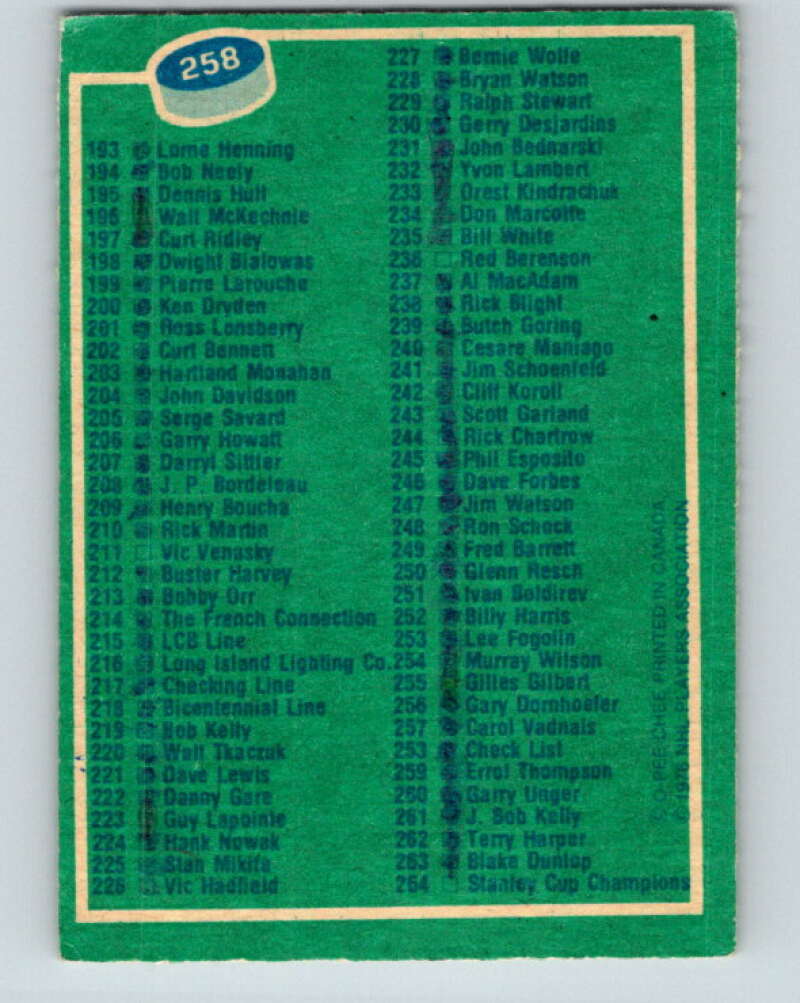 258
193 Lorne Henning
194 Bob Neely
195 Dennis Hull
196 Walt McKechnie
197 Curt Ridley
198 Dwight Bialowas
199 Pierre Larouche
200 Ken Dryden
201 Ross Lonsberry
202 Curt Bennett
203 Hartland Monahan
204 John Davidson
205 Serge Savard
206 Garry Howatt
207 Darryl Sittler
208 J. P. Bordeleau
209 Henry Boucha
210 Rick Martin
211 Vic Venasky
212 Buster Harvey
213 Bobby Orr
214 The French Connection
215 LCB Line
216 Long Island Lighting Co.
217 Checking Line
218 Bicentennial Line
219 Bob Kelly
220 Walt Tkaczuk
221 Dave Lewis
222 Danny Gare
223 Guy Lapointe
224 Hank Nowak
225 Stan Mikita
226 Vic Hadfield
227 Bernie Wolfe
228 Bryan Watson
229 Ralph Stewart
230 Gerry Desjardins
231 John Bednarski
232 Yvon Lambert
233 Orest Kindrachuk
234 Don Marcotte
235 Bill White
236 Red Berenson
237 Al MacAdam
238 Rick Blight
239 Butch Goring
240 Cesare Maniago
241 Jim Schoenfeld
242 Cliff Koroll
243 Scott Garland
244 Rick Chartrow
245 Phil Esposito
246 Dave Forbes
247 Jim Watson
248 Ron Schock
249 Fred Barrett
250 Glenn Resch
251 Ivan Boldirev
252 Billy Harris
253 Lee Fogolin
254 Murray Wilson
255 Gilles Gilbert
256 Gary Dornhoefer
257 Carol Vadnais
258 Check List
259 Errol Thompson
260 Garry Unger
261 J. Bob Kelly
262 Terry Harper
263 Blake Dunlop
264 Stanley Cup Champions
O-PEE-CHEE PRINTED IN CANADA
© 1976 NHL PLAYERS ASSOCIATION